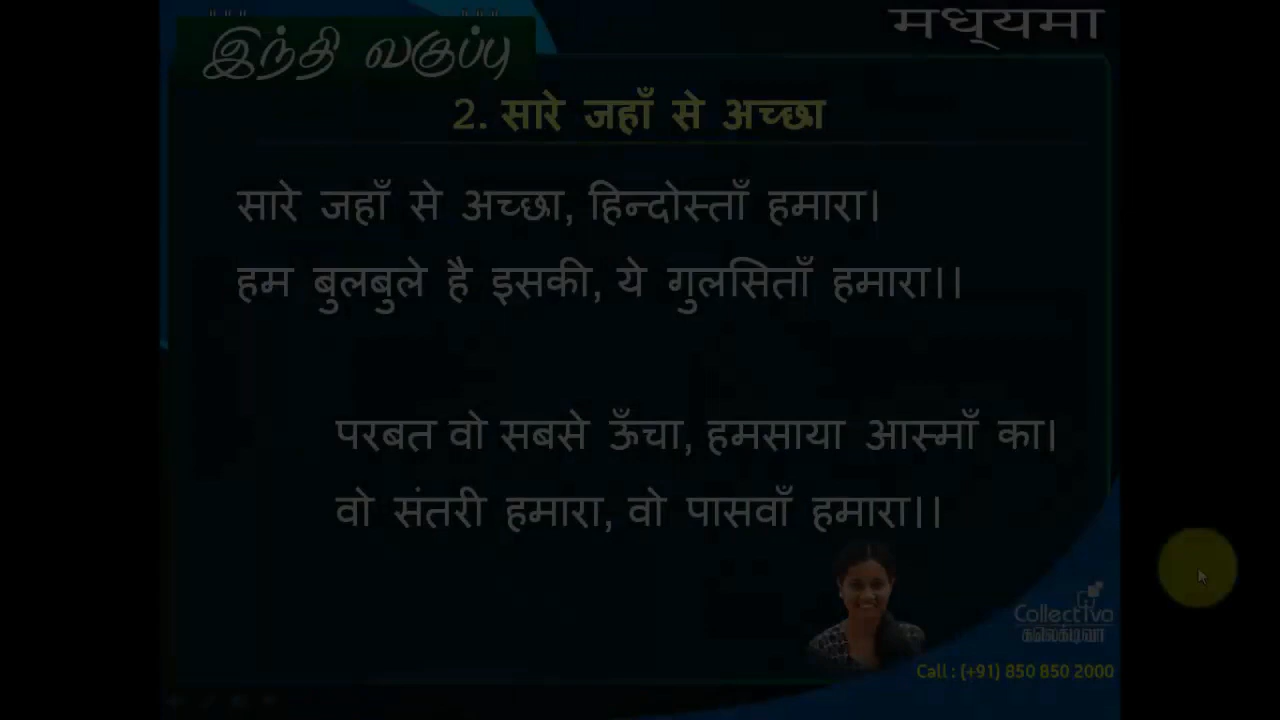 இந்தி வகுப்பு
मध्यमा
2. सारे जहाँ से अच्छा
सारे जहाँ से अच्छा, हिन्दोस्ताँ हमारा।
हम बुलबुले है इसकी, ये गुलसिताँ हमारा।।
परबत वो सबसे ऊँचा, हमसाया आस्माँ का।
वो संतरी हमारा, वो पासवाँ हमारा।।
Collectiva
கலெக்டிவா
Call : (+91) 850 850 2000